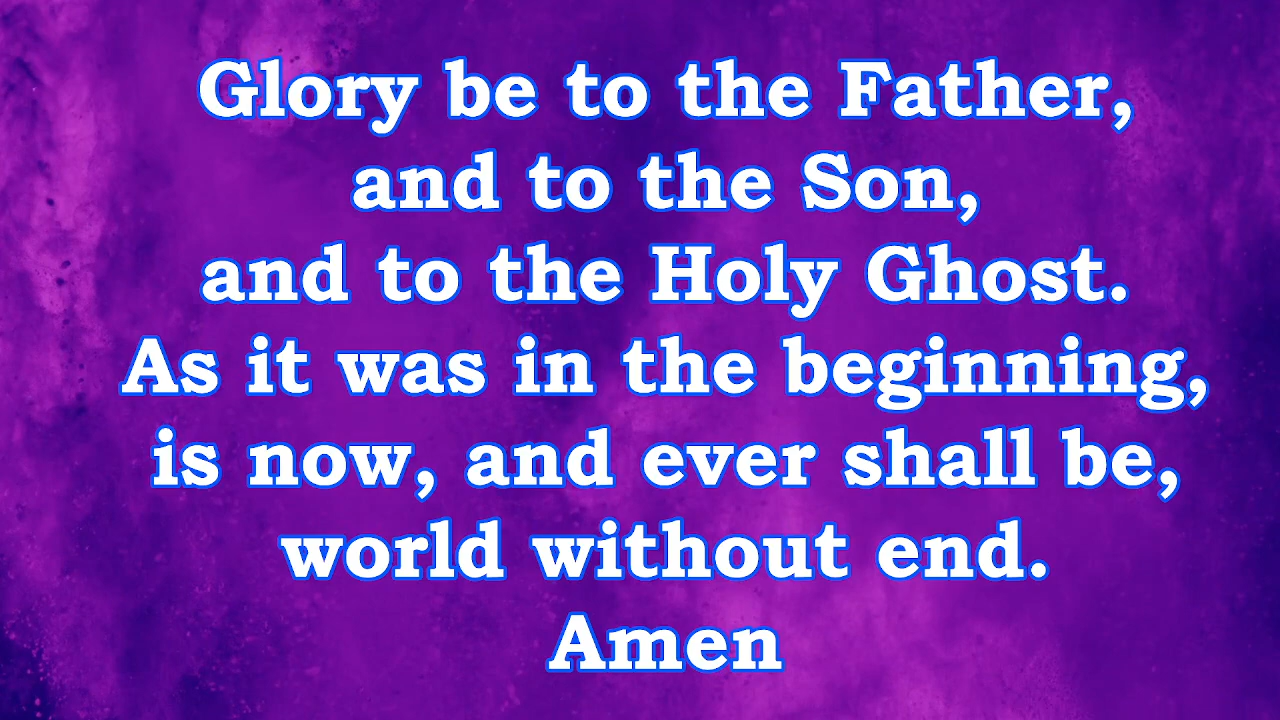 Glory be to the Father,
and to the Son,
and to the Holy Ghost.
As it was in the beginning,
is now, and ever shall be,
world without end.
Amen